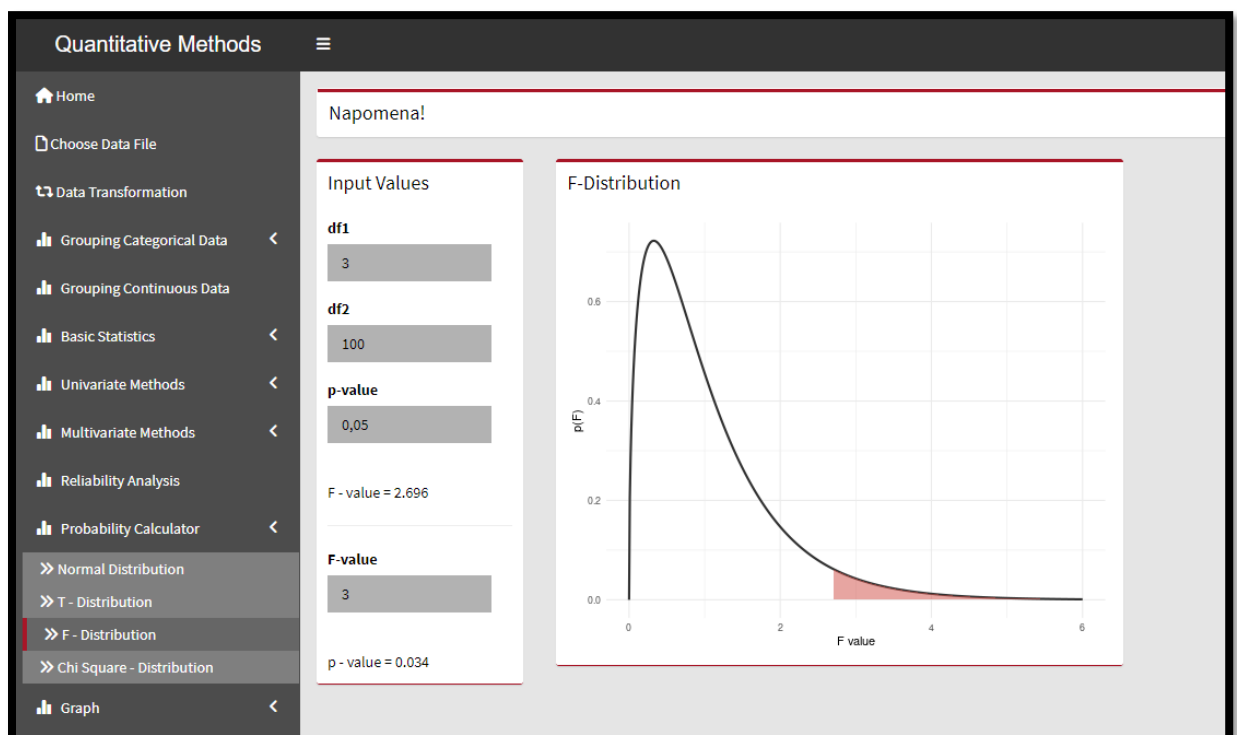 Quantitative Methods
Home
Choose Data File
Data Transformation
Grouping Categorical Data
Grouping Continuous Data
Basic Statistics
Univariate Methods
Multivariate Methods
Reliability Analysis
Probability Calculator
Normal Distribution
T - Distribution
F - Distribution
Chi Square - Distribution
Graph
Napomena!
Input Values
df1
3
df2
100
p-value
0,05
F - value = 2.696
F-value
3
p - value = 0.034
F-Distribution
p(F)
0.6
0.4
0.2
0.0
0 2 4 6
F value